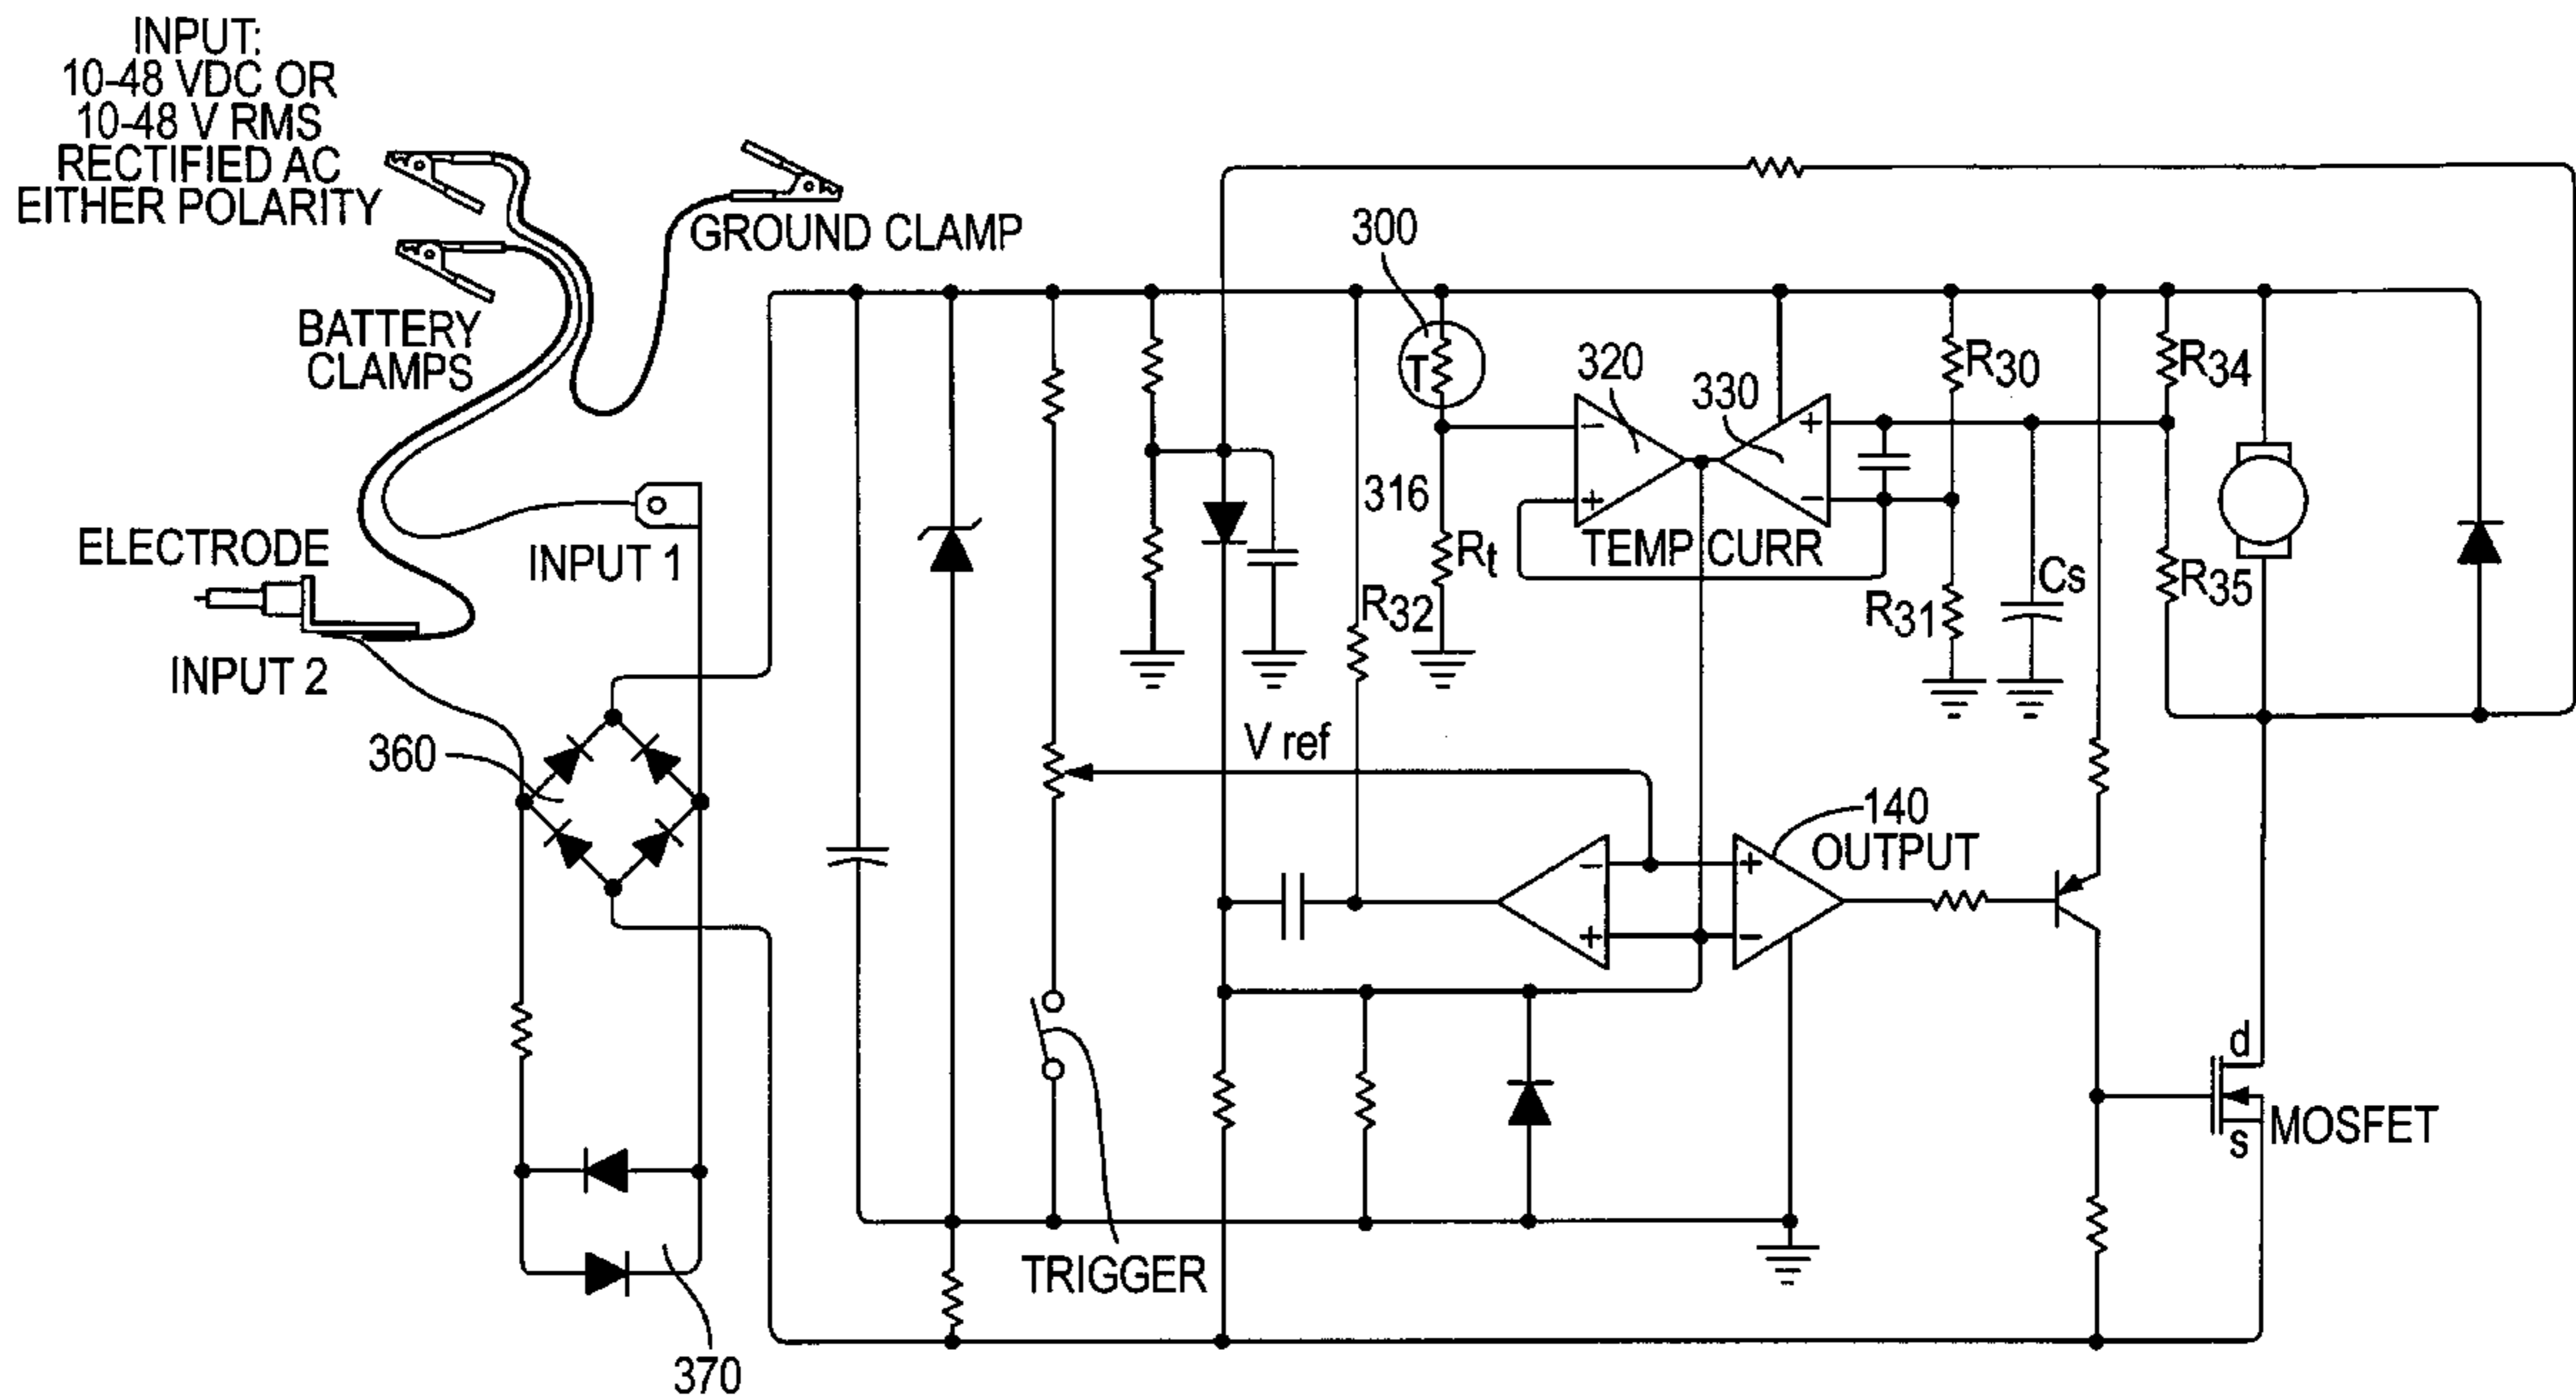 INPUT:
10-48 VDC OR
10-48 V RMS
RECTIFIED AC
EITHER POLARITY
GROUND CLAMP
BATTERY
CLAMPS
ELECTRODE
INPUT 1
INPUT 2
360
370
300
T
316
Rt
R32
320
330
- + + -
TEMP CURR
R30
R31
Cs
R34
R35
V ref
140
OUTPUT
- + + -
TRIGGER
d
s
MOSFET